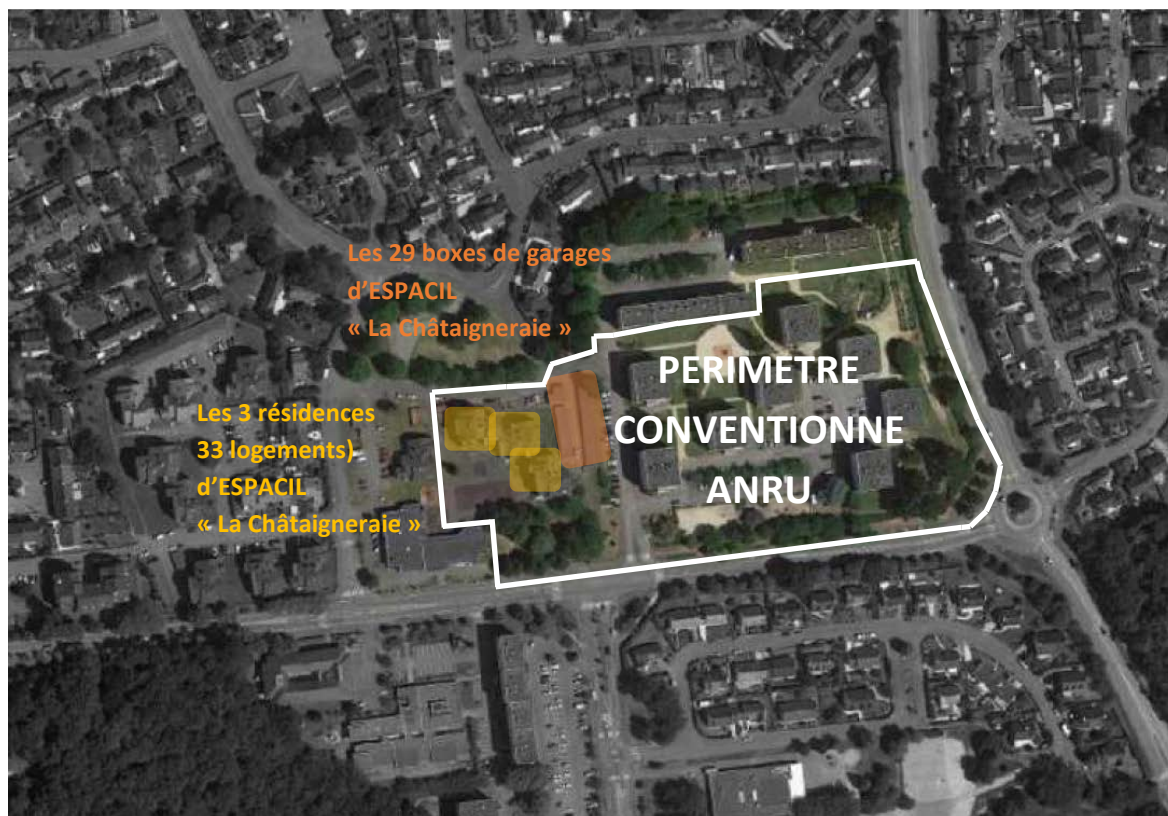 Les 29 boxes de garages
d'ESPACIL
« La Châtaigneraie »
PERIMETRE
CONVENTIONNE
ANRU
Les 3 résidences
33 logements)
d'ESPACIL
« La Châtaigneraie »